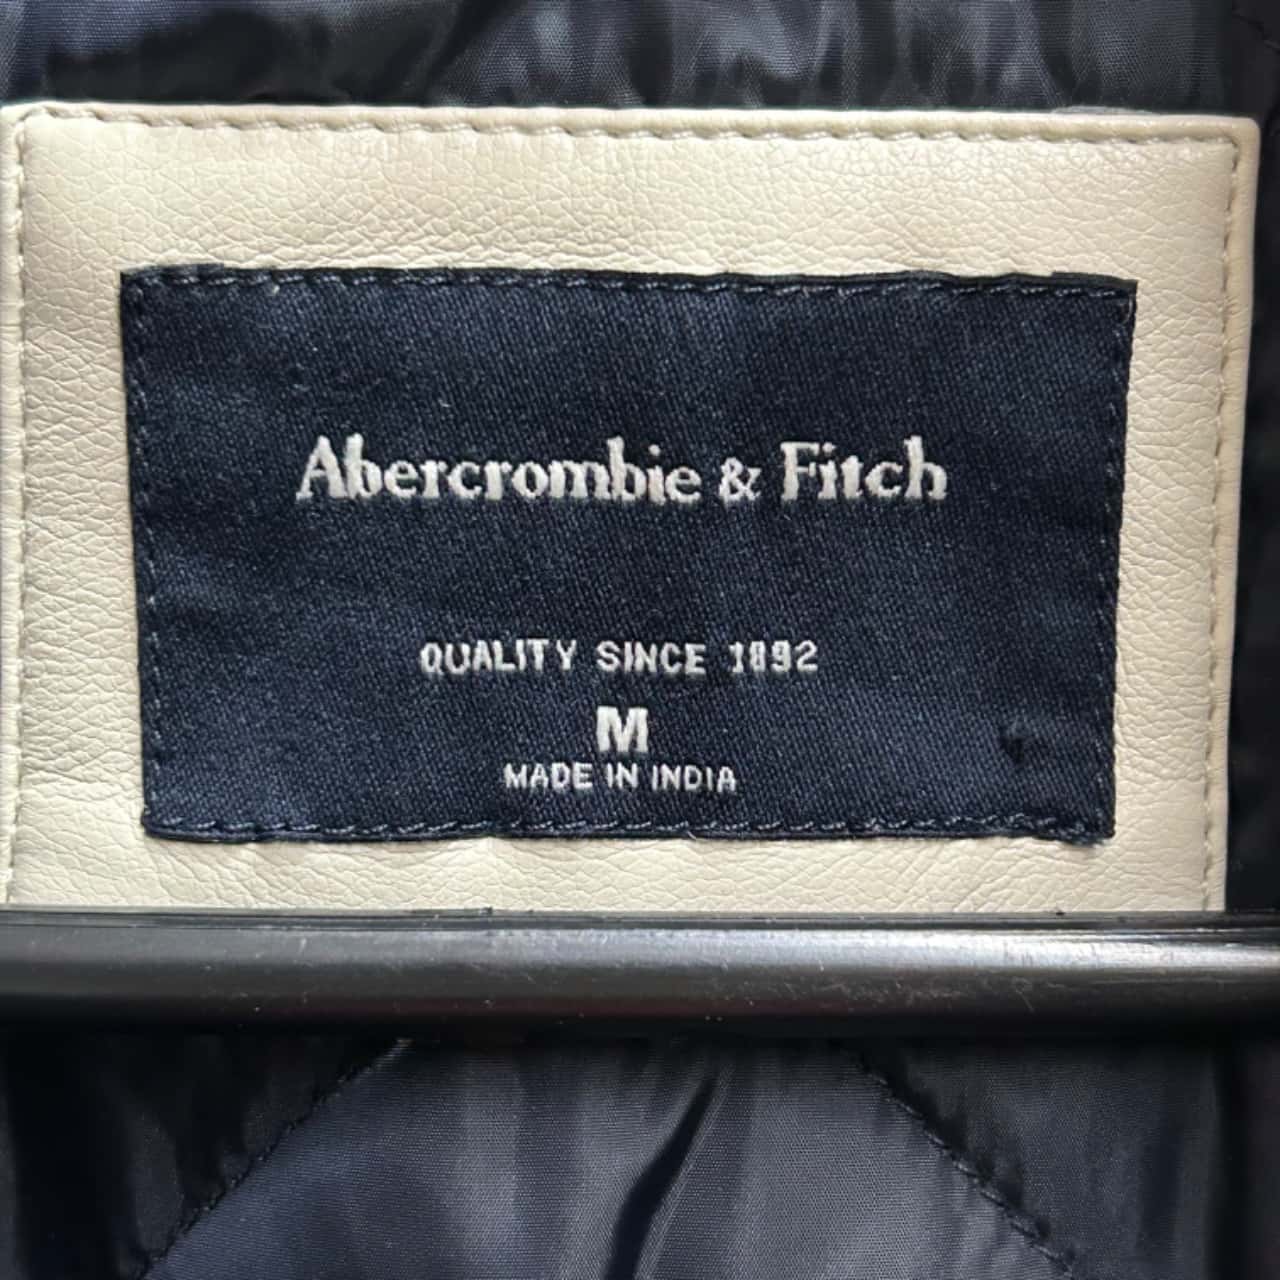 Abercrombie & Fitch
QUALITY SINCE 1892
M
MADE IN INDIA